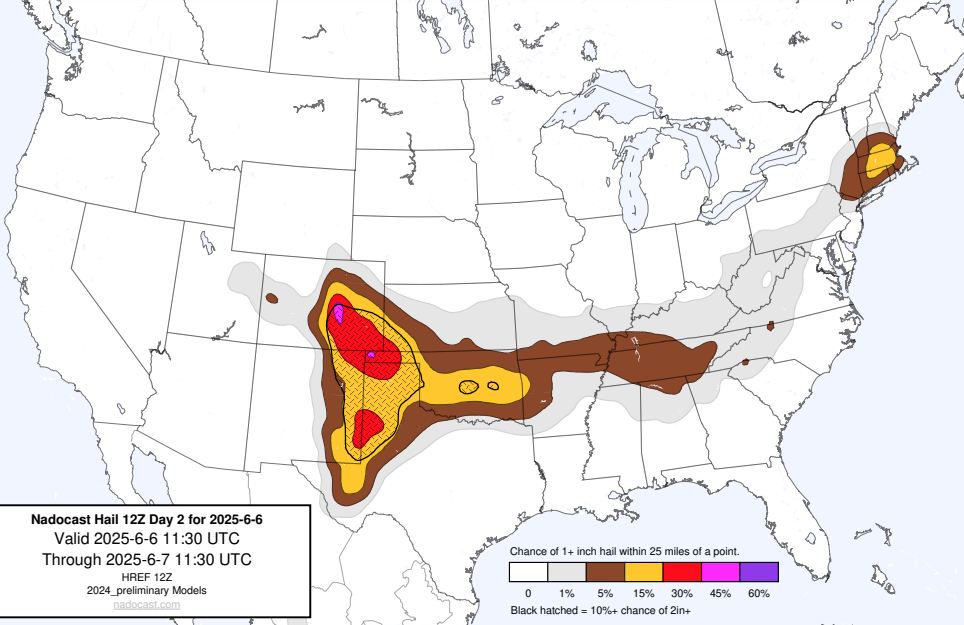 Nadocast Hail 12Z Day 2 for 2025-6-6
Valid 2025-6-6 11:30 UTC
Through 2025-6-7 11:30 UTC
HREF 12Z
2024_preliminary Models
nadocast.com
Chance of 1+ inch hail within 25 miles of a point.
0 1% 5% 15% 30% 45% 60%
Black hatched = 10%+ chance of 2in+